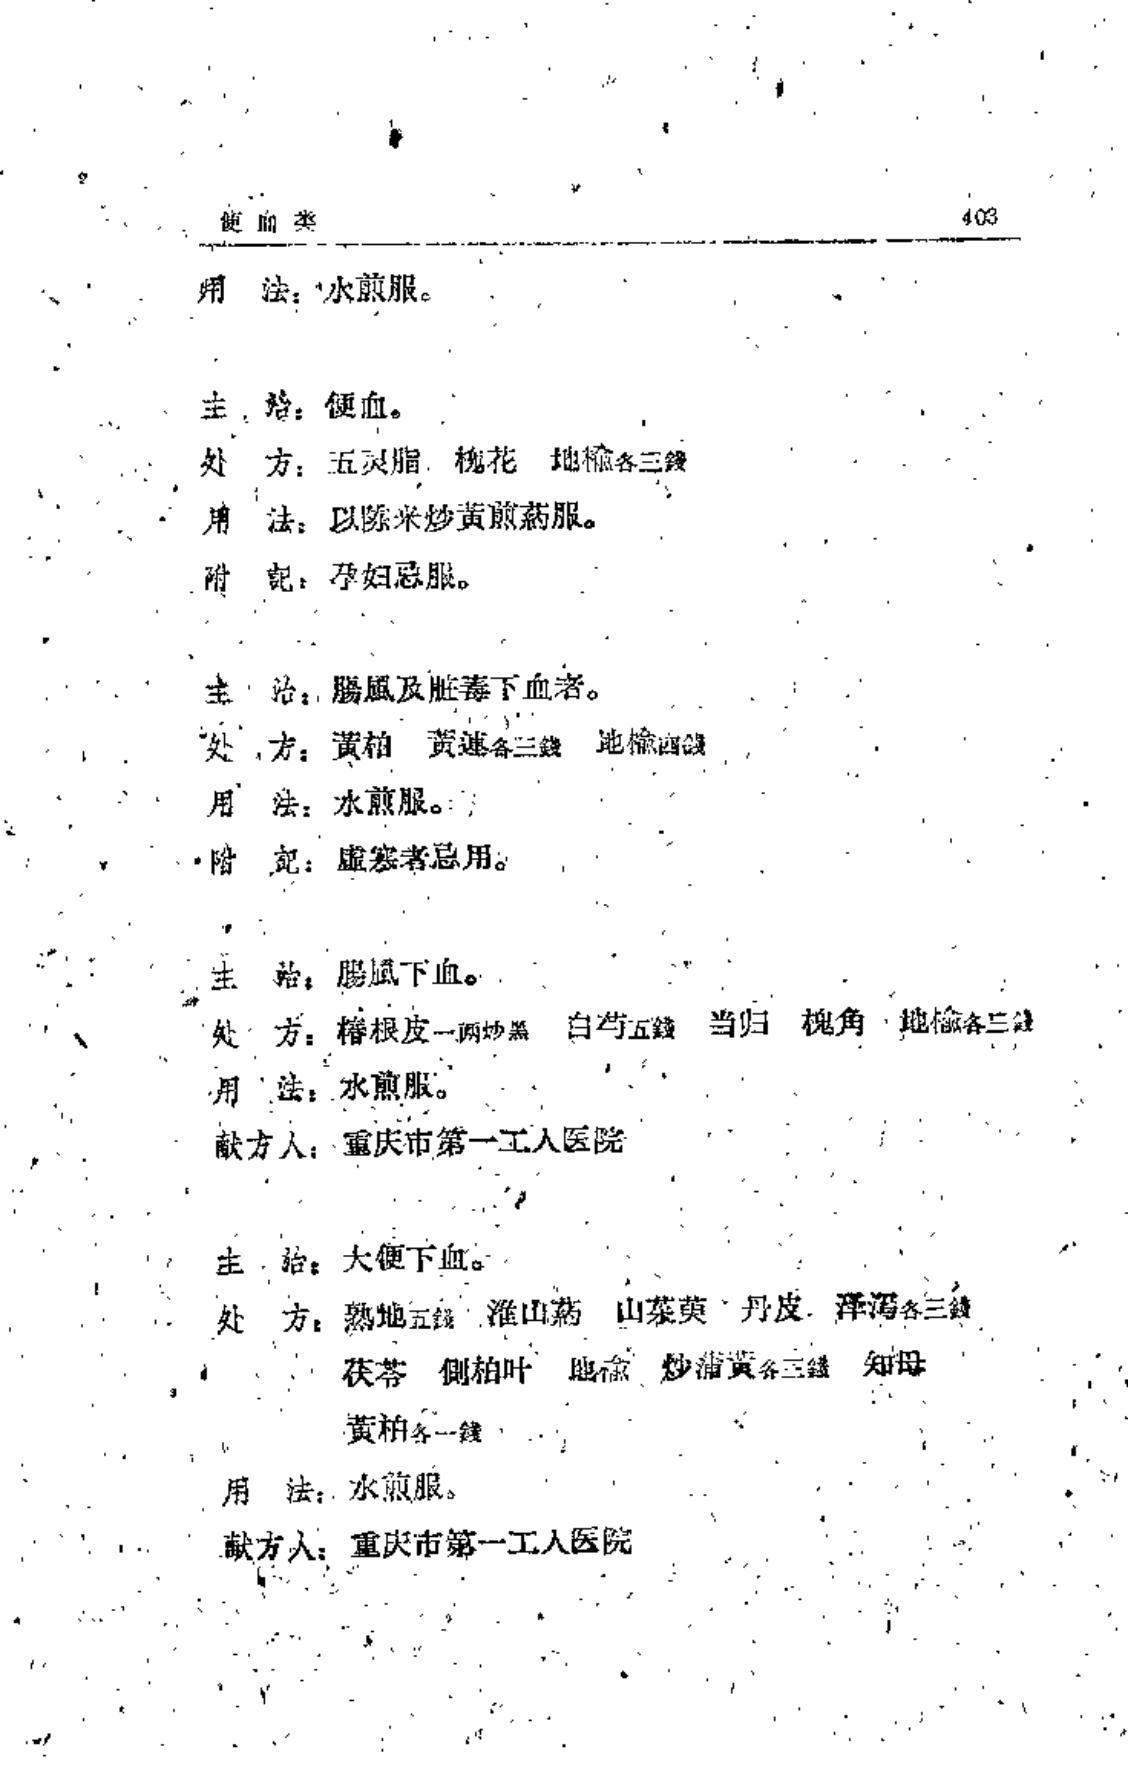 便血类 403
用 法：水煎服。
主 治：便血。
处 方：五灵脂 槐花 地榆各三錢
用 法：以陈米炒黃煎葯服。
附 記：孕妇忌服。
主 治：腸風及脏毒下血者。
处 方：黃柏 黃連各三錢 地榆四錢
用 法：水煎服。
附 記：虛寒者忌用。
主 治：腸風下血。
处 方：椿根皮一两炒黑 白芍五錢 当归 槐角 地榆各三錢
用 法：水煎服。
献方人：重庆市第一工人医院
主 治：大便下血。
处 方：熟地五錢 淮山葯 山茱萸 丹皮 泽泻各三錢
茯苓 側柏叶 地榆 炒蒲黃各三錢 知母
黃柏各一錢
用 法：水煎服。
献方人：重庆市第一工人医院